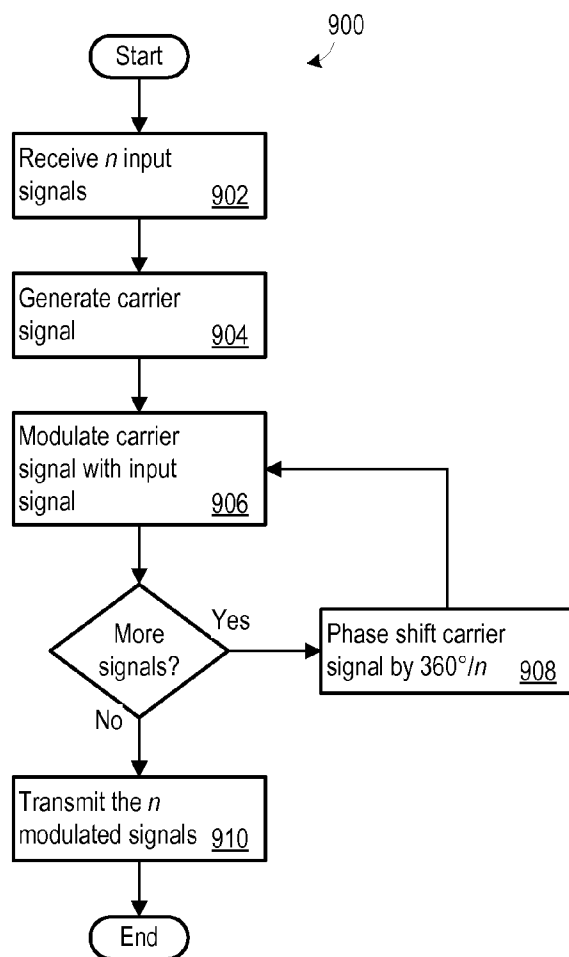 900
Start
Receive n input
signals
902
Generate carrier
signal
904
Modulate carrier
signal with input
signal
906
More
signals?
Yes
No
Phase shift carrier
signal by 360°/n
908
Transmit the n
modulated signals
910
End